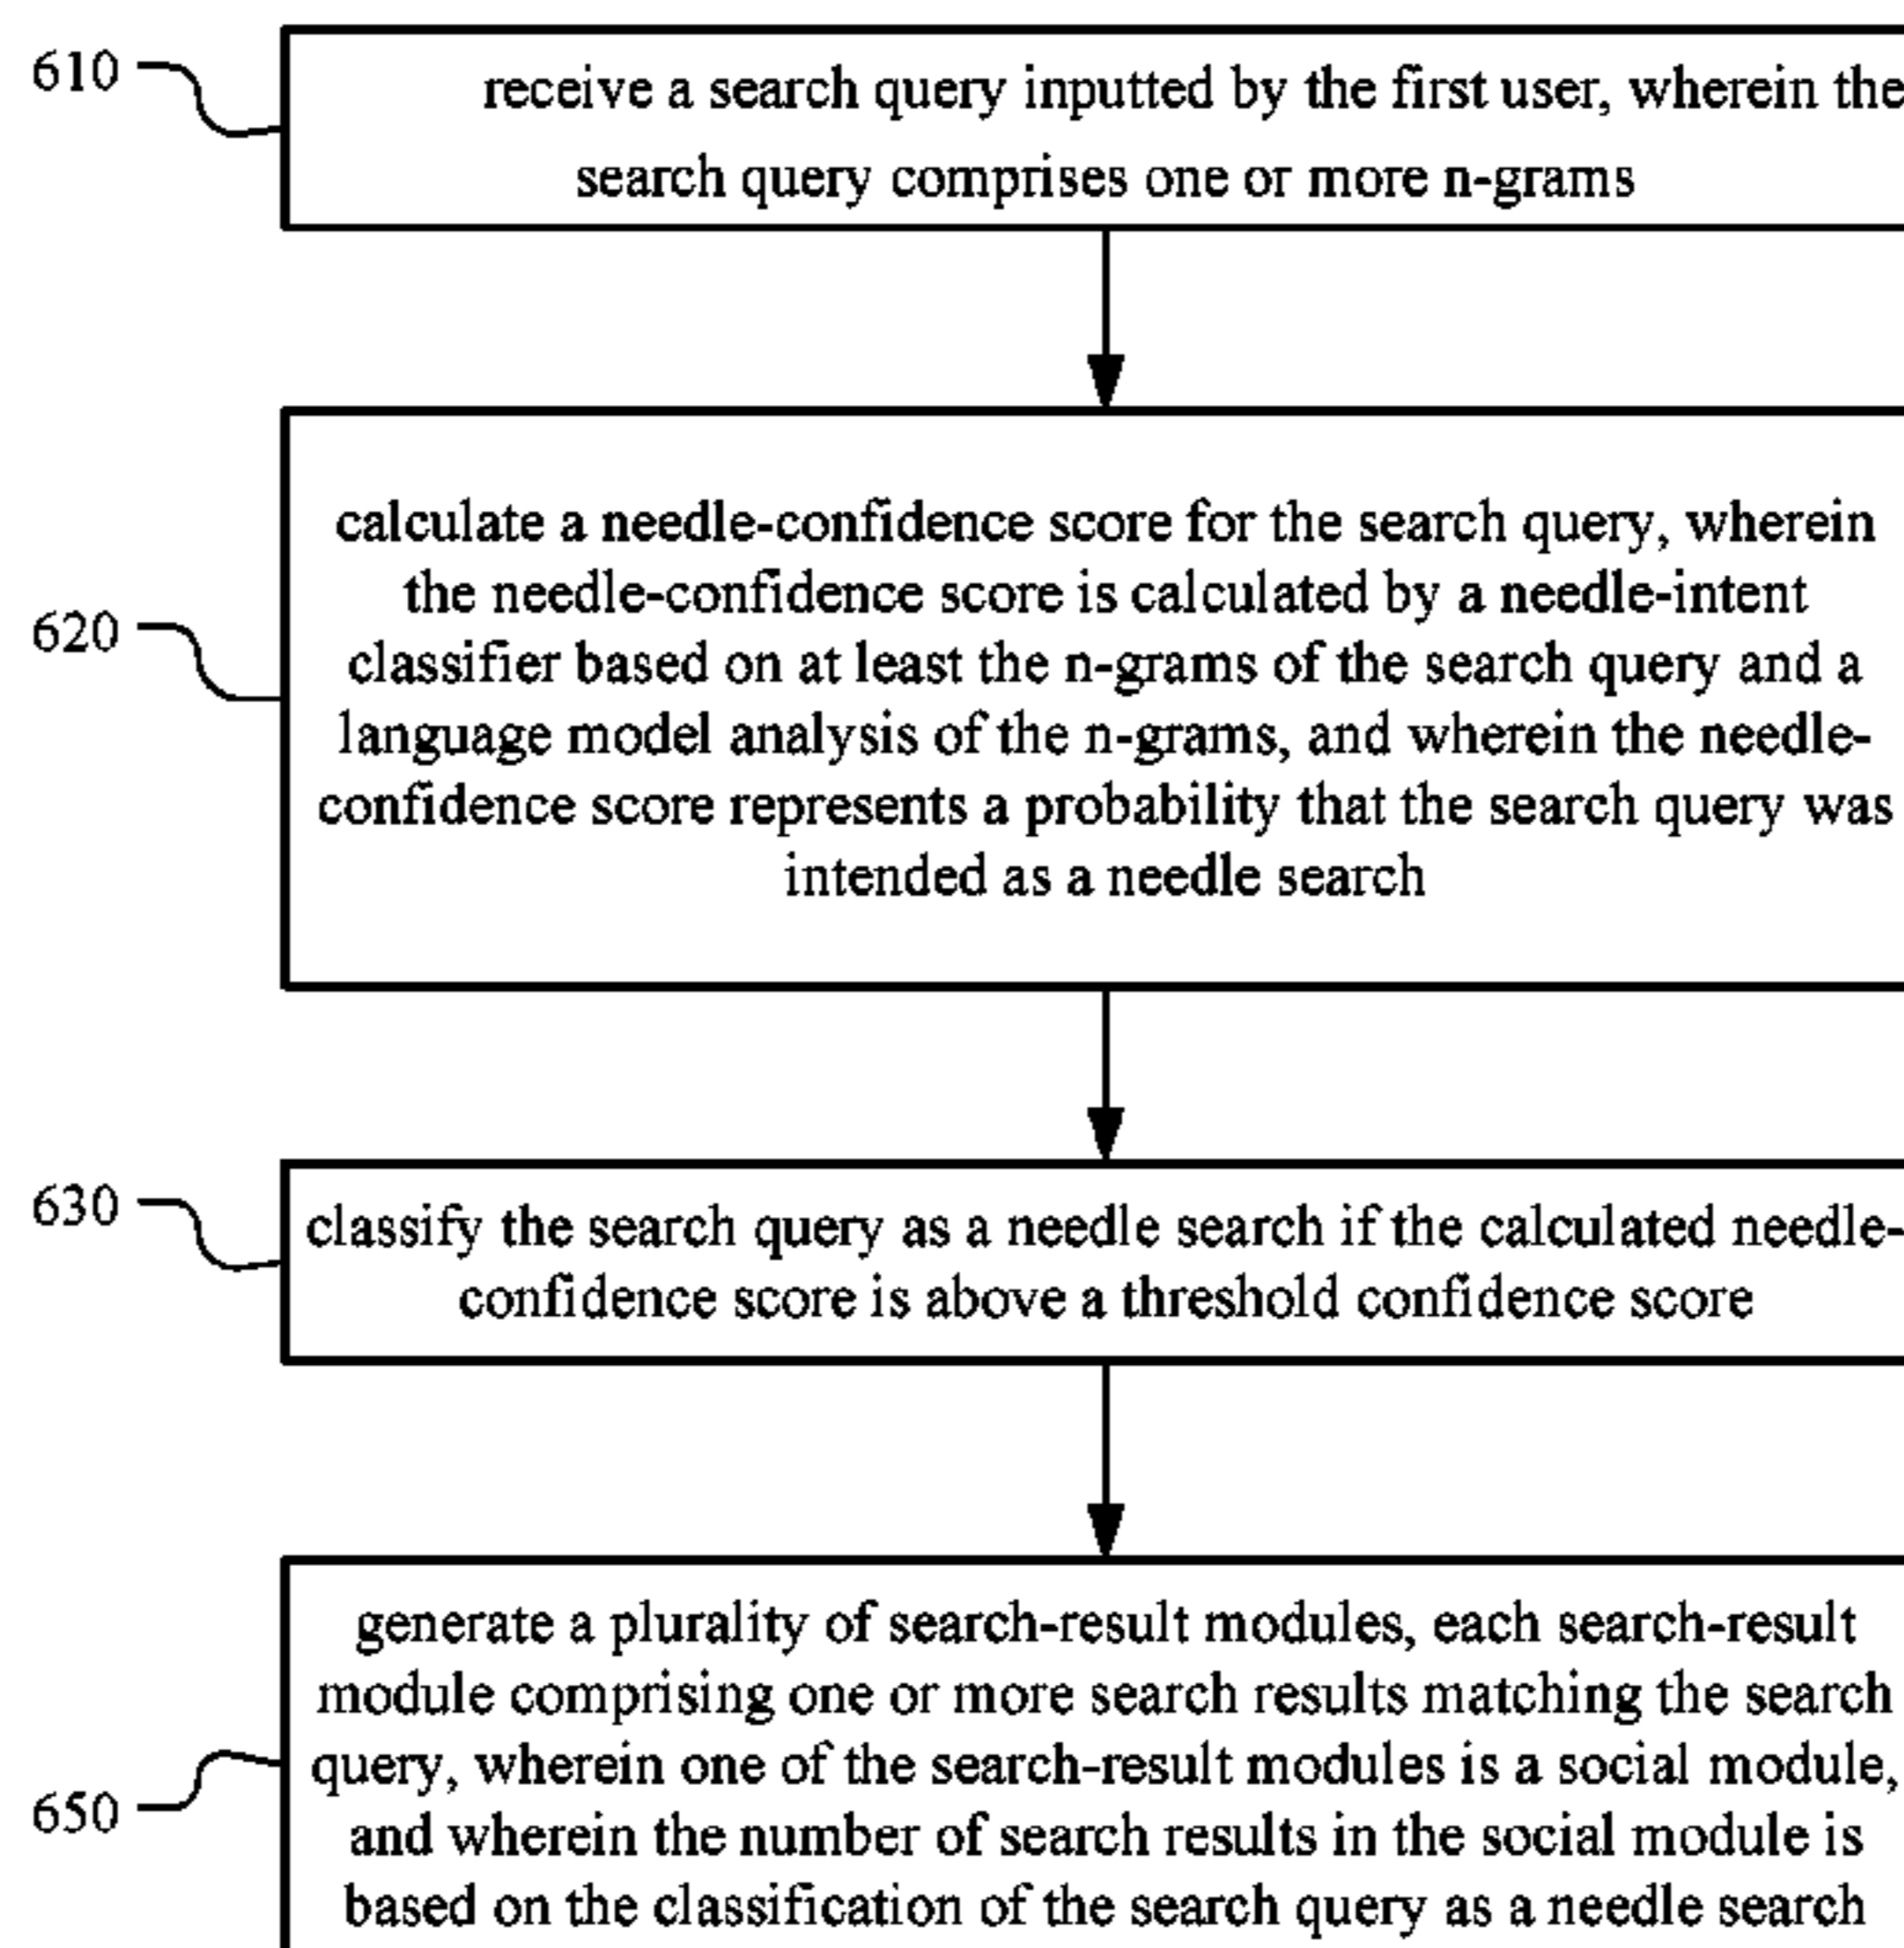 610
receive a search query inputted by the first user, wherein the
search query comprises one or more n-grams
620
calculate a needle-confidence score for the search query, wherein
the needle-confidence score is calculated by a needle-intent
classifier based on at least the n-grams of the search query and a
language model analysis of the n-grams, and wherein the needle-
confidence score represents a probability that the search query was
intended as a needle search
630
classify the search query as a needle search if the calculated needle-
confidence score is above a threshold confidence score
650
generate a plurality of search-result modules, each search-result
module comprising one or more search results matching the search
query, wherein one of the search-result modules is a social module,
and wherein the number of search results in the social module is
based on the classification of the search query as a needle search